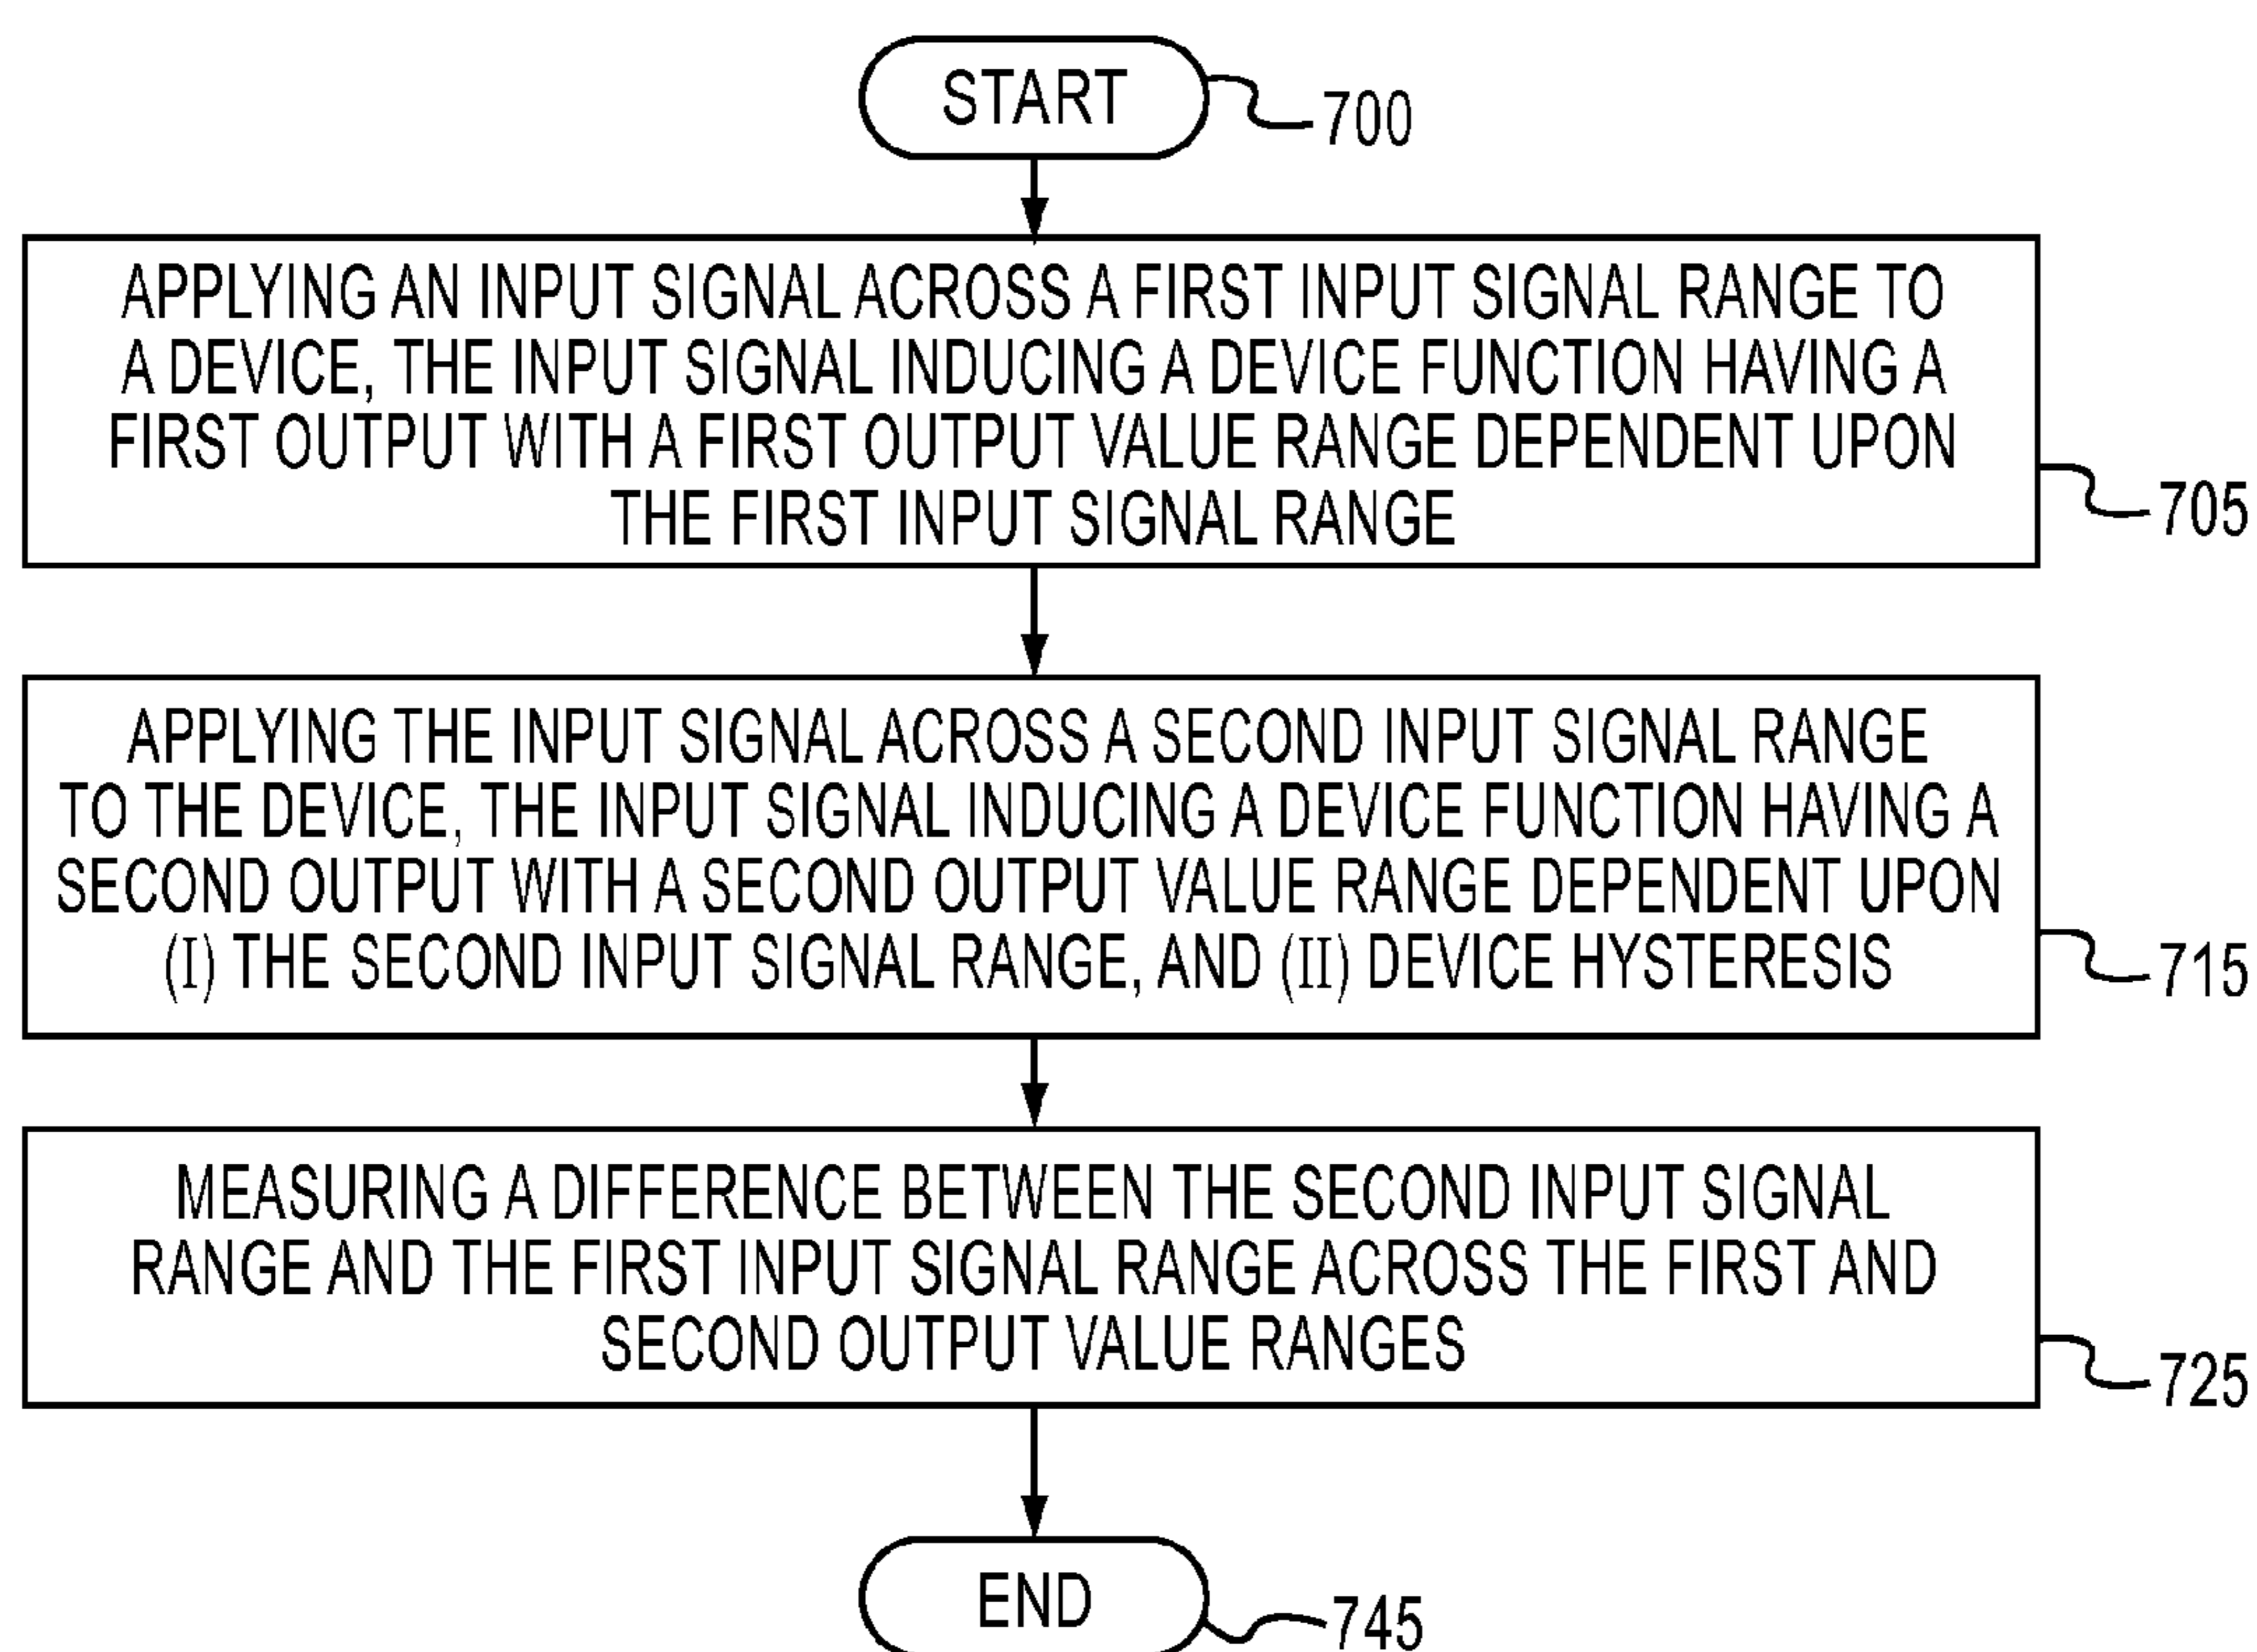 START
700
APPLYING AN INPUT SIGNAL ACROSS A FIRST INPUT SIGNAL RANGE TO
A DEVICE, THE INPUT SIGNAL INDUCING A DEVICE FUNCTION HAVING A
FIRST OUTPUT WITH A FIRST OUTPUT VALUE RANGE DEPENDENT UPON
THE FIRST INPUT SIGNAL RANGE
705
APPLYING THE INPUT SIGNAL ACROSS A SECOND INPUT SIGNAL RANGE
TO THE DEVICE, THE INPUT SIGNAL INDUCING A DEVICE FUNCTION HAVING A
SECOND OUTPUT WITH A SECOND OUTPUT VALUE RANGE DEPENDENT UPON
(I) THE SECOND INPUT SIGNAL RANGE, AND (II) DEVICE HYSTERESIS
715
MEASURING A DIFFERENCE BETWEEN THE SECOND INPUT SIGNAL
RANGE AND THE FIRST INPUT SIGNAL RANGE ACROSS THE FIRST AND
SECOND OUTPUT VALUE RANGES
725
END
745